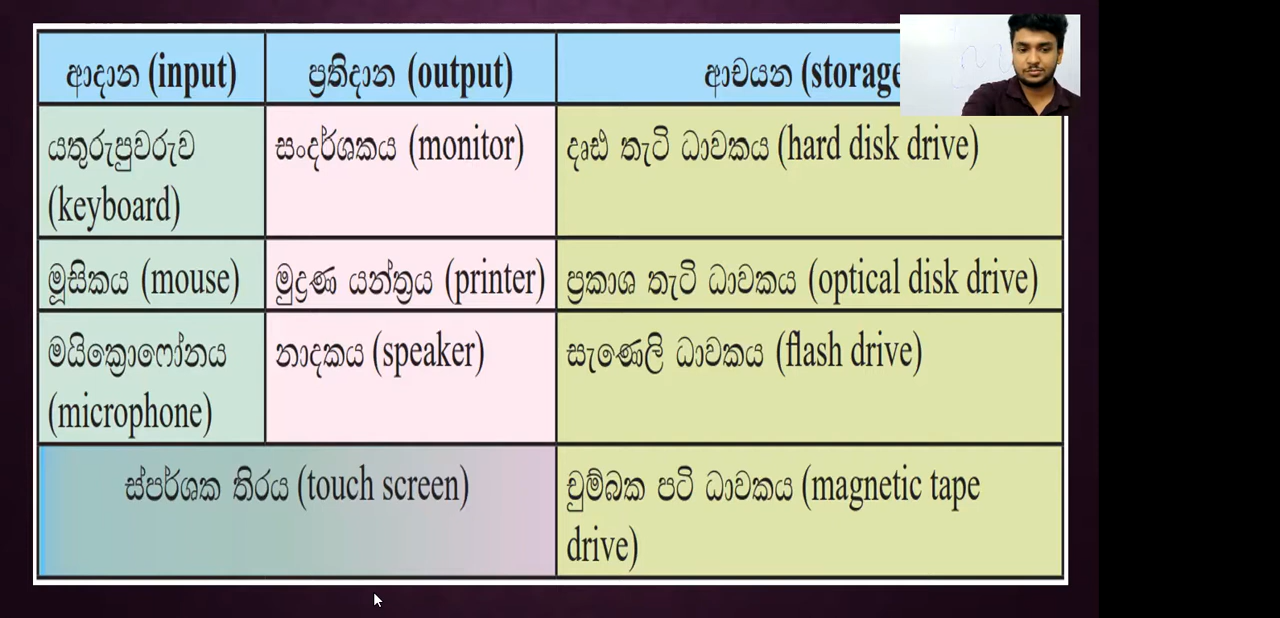 ආදාන (input)
ප්‍රතිදාන (output)
ආචයන (storage
යතුරුපුවරුව
(keyboard)
සංදර්ශකය (monitor)
දෘඪ තැටි ධාවකය (hard disk drive)
මූසිකය (mouse)
මුද්‍රණ යන්ත්‍රය (printer)
ප්‍රකාශ තැටි ධාවකය (optical disk drive)
මයික්‍රොෆෝනය
(microphone)
නාදකය (speaker)
සැණෙලි ධාවකය (flash drive)
ස්පර්ශක තිරය (touch screen)
චුම්බක පටි ධාවකය (magnetic tape
drive)